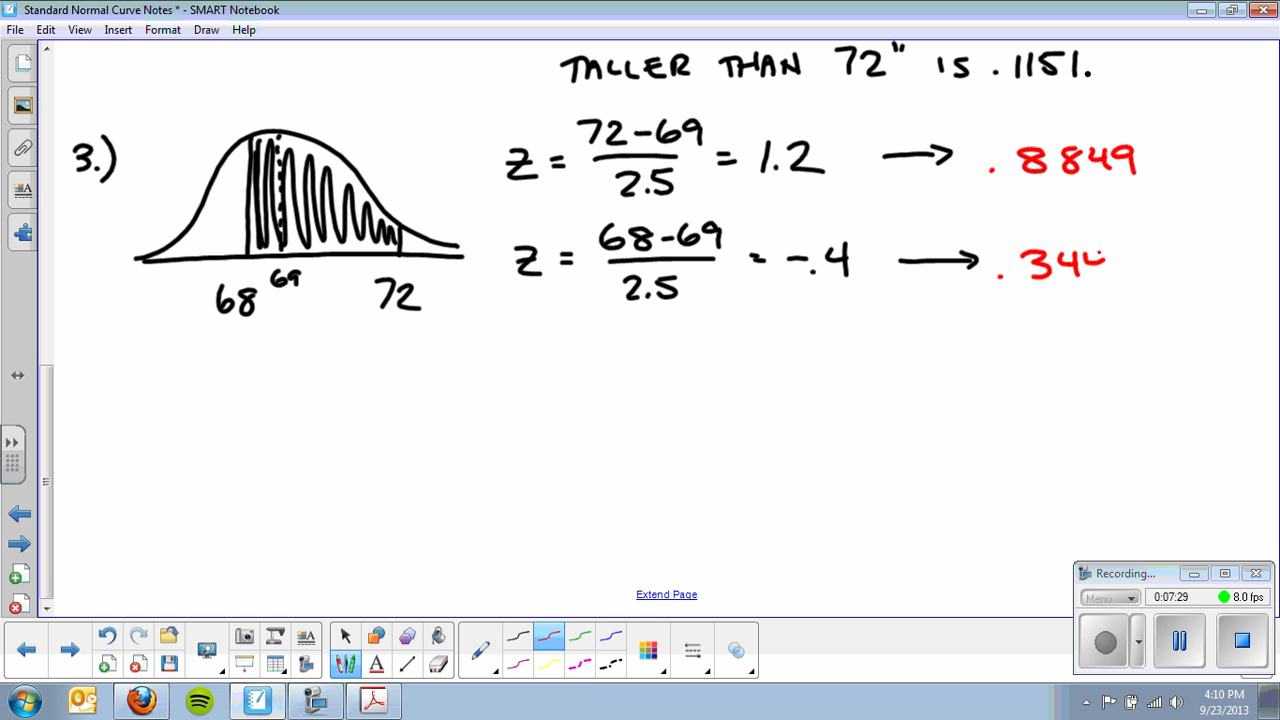 Standard Normal Curve Notes * - SMART Notebook
File Edit View Insert Format Draw Help
TALLER THAN 72" IS .1151.
3.)
68 69 72
Z = 72-69 / 2.5 = 1.2 → .8849
Z = 68-69 / 2.5 = -.4 → .344
Extend Page
Recording...
Menu
0:07:29
8.0 fps
4:10 PM
9/23/2013